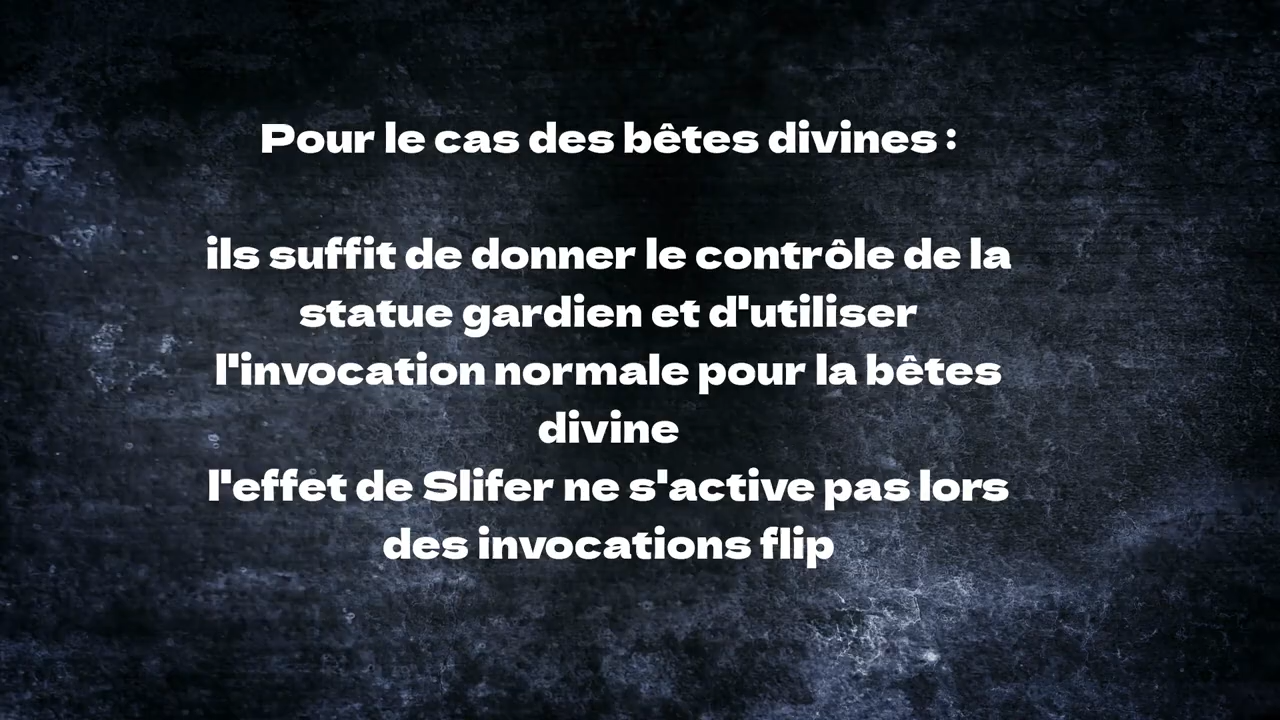 Pour le cas des bêtes divines :
ils suffit de donner le contrôle de la
statue gardien et d'utiliser
l'invocation normale pour la bêtes
divine
l'effet de Slifer ne s'active pas lors
des invocations flip